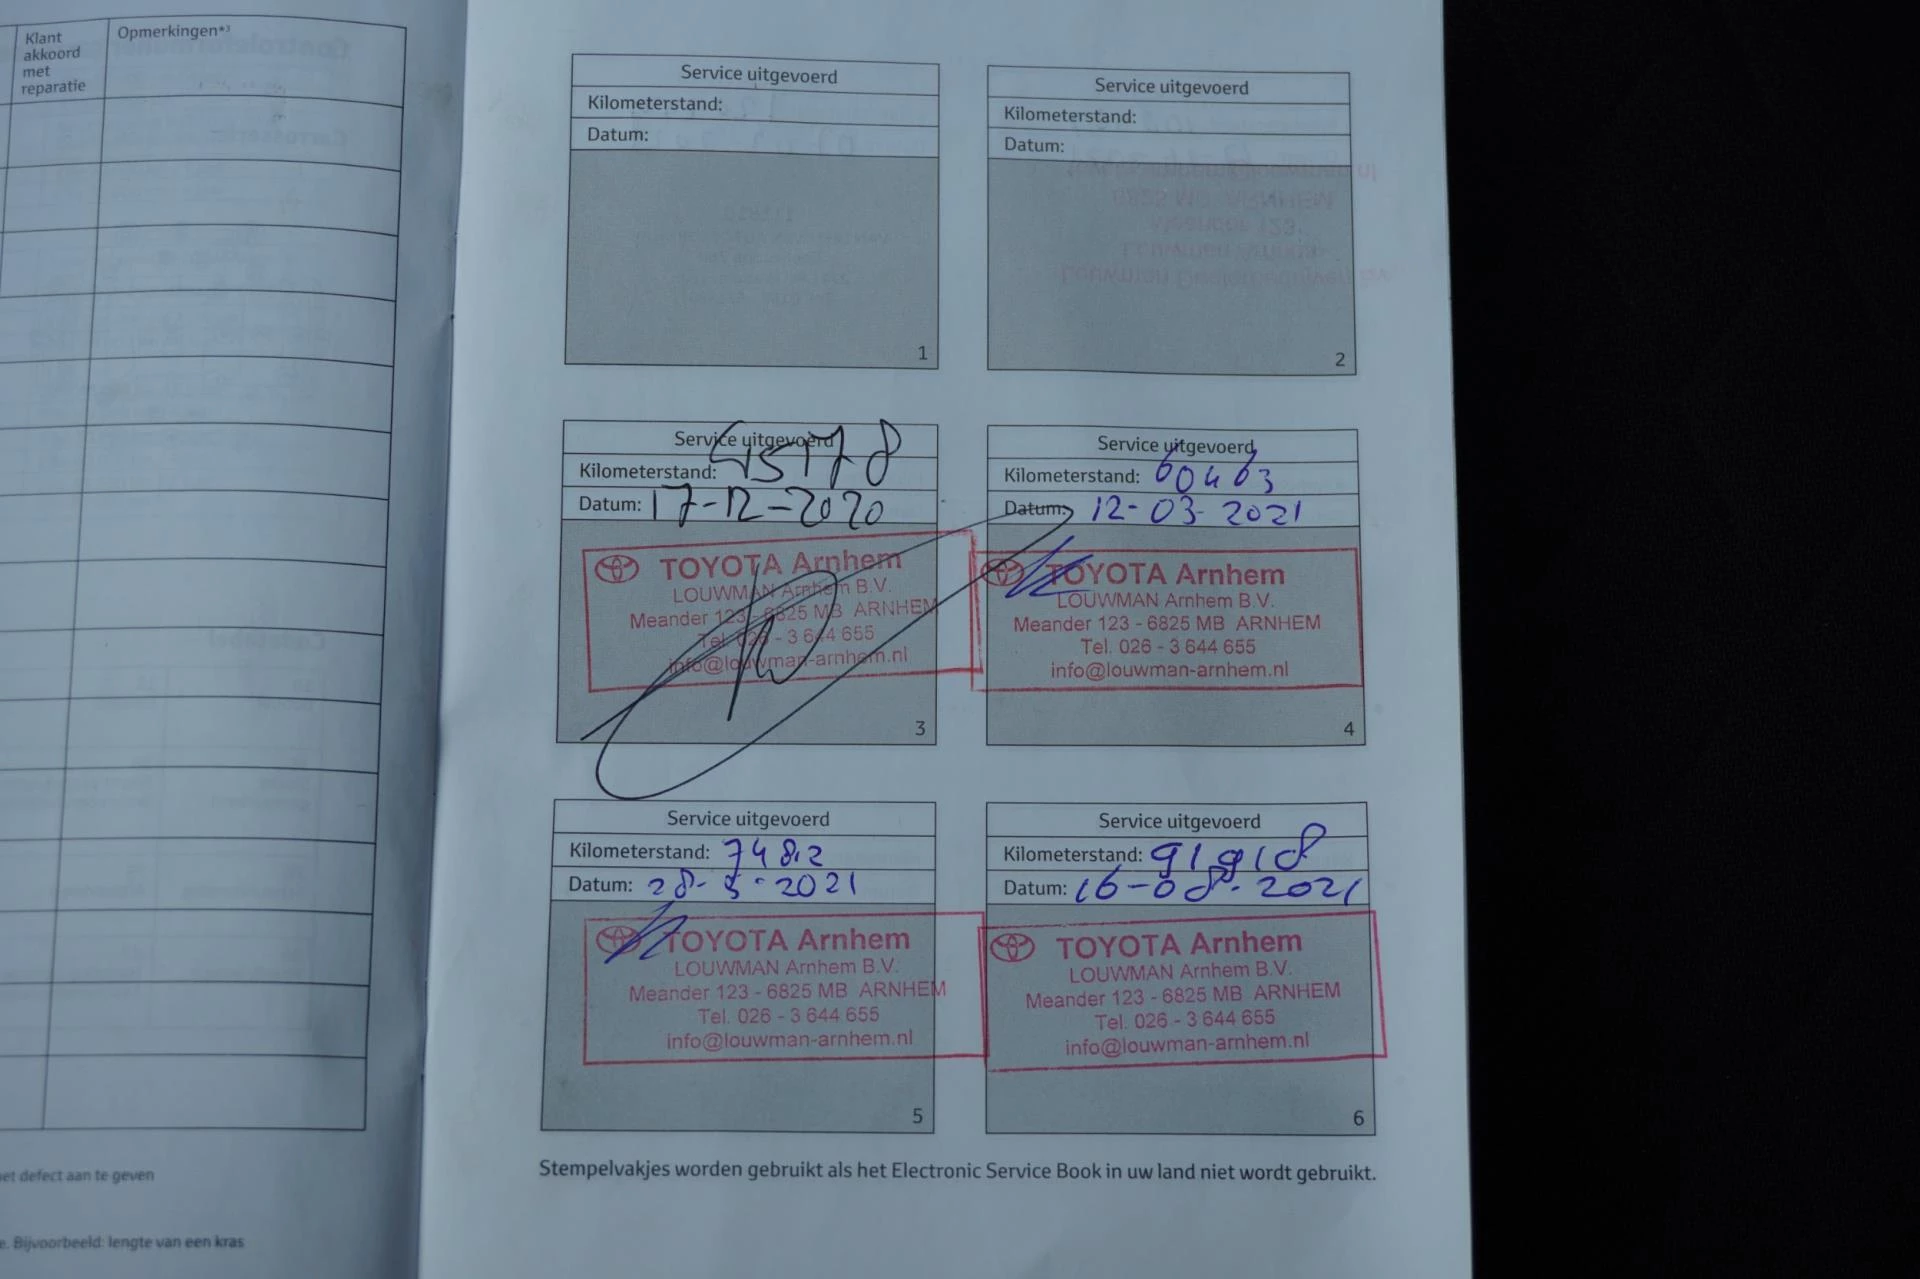 Klant
akkoord
met
reparatie
Opmerkingen*³
et defect aan te geven
e. Bijvoorbeeld: lengte van een kras
Service uitgevoerd
Kilometerstand:
Datum:
1
Service uitgevoerd
Kilometerstand:
Datum:
2
Service uitgevoerd
Kilometerstand: 45178
Datum: 17-12-2020
TOYOTA Arnhem
LOUWMAN Arnhem B.V.
Meander 123 - 6825 MB ARNHEM
Tel. 026 - 3 644 655
info@louwman-arnhem.nl
3
Service uitgevoerd
Kilometerstand: 60463
Datum: 12-03-2021
TOYOTA Arnhem
LOUWMAN Arnhem B.V.
Meander 123 - 6825 MB ARNHEM
Tel. 026 - 3 644 655
info@louwman-arnhem.nl
4
Service uitgevoerd
Kilometerstand:
Datum: 28-5-2021
TOYOTA Arnhem
LOUWMAN Arnhem B.V.
Meander 123 - 6825 MB ARNHEM
Tel. 026 - 3 644 655
info@louwman-arnhem.nl
5
Service uitgevoerd
Kilometerstand: 91918
Datum: 16-08-2021
TOYOTA Arnhem
LOUWMAN Arnhem B.V.
Meander 123 - 6825 MB ARNHEM
Tel. 026 - 3 644 655
info@louwman-arnhem.nl
6
Stempelvakjes worden gebruikt als het Electronic Service Book in uw land niet wordt gebruikt.